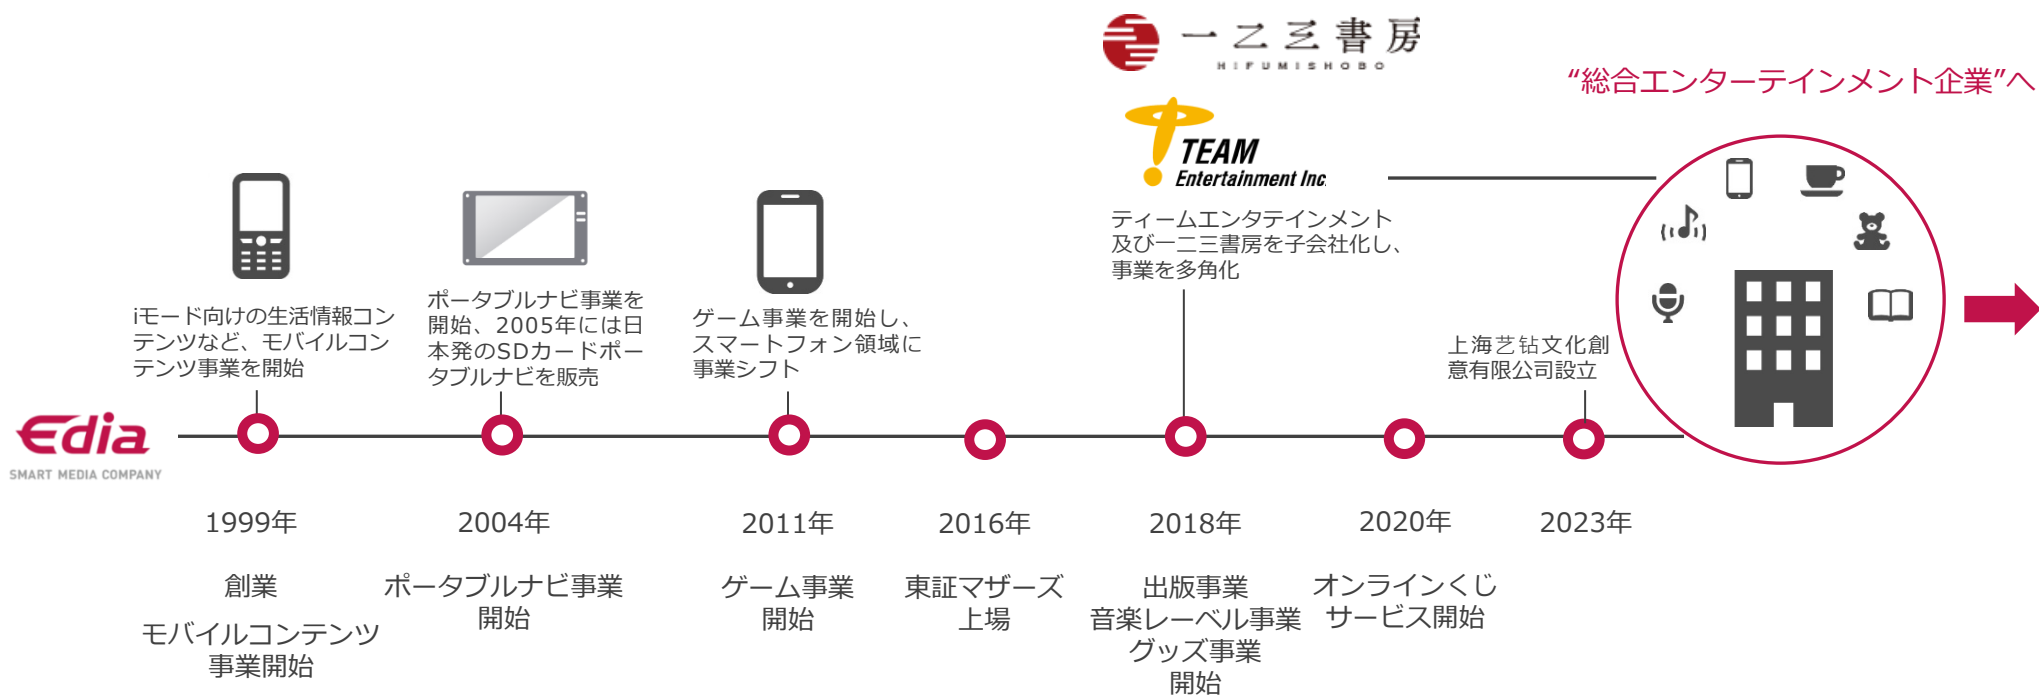 一二三書房
HIFUMISHOBO
“総合エンターテインメント企業”へ
TEAM
Entertainment Inc.
ティームエンタテインメント
及び一二三書房を子会社化し、
事業を多角化
iモード向けの生活情報コン
テンツなど、モバイルコン
テンツ事業を開始
ポータブルナビ事業を
開始、2005年には日
本発のSDカードポー
タブルナビを販売
ゲーム事業を開始し、
スマートフォン領域に
事業シフト
上海艺钻文化創
意有限公司設立
Edia
SMART MEDIA COMPANY
1999年
創業
モバイルコンテンツ
事業開始
2004年
ポータブルナビ事業
開始
2011年
ゲーム事業
開始
2016年
東証マザーズ
上場
2018年
出版事業
音楽レーベル事業
グッズ事業
開始
2020年
オンラインくじ
サービス開始
2023年